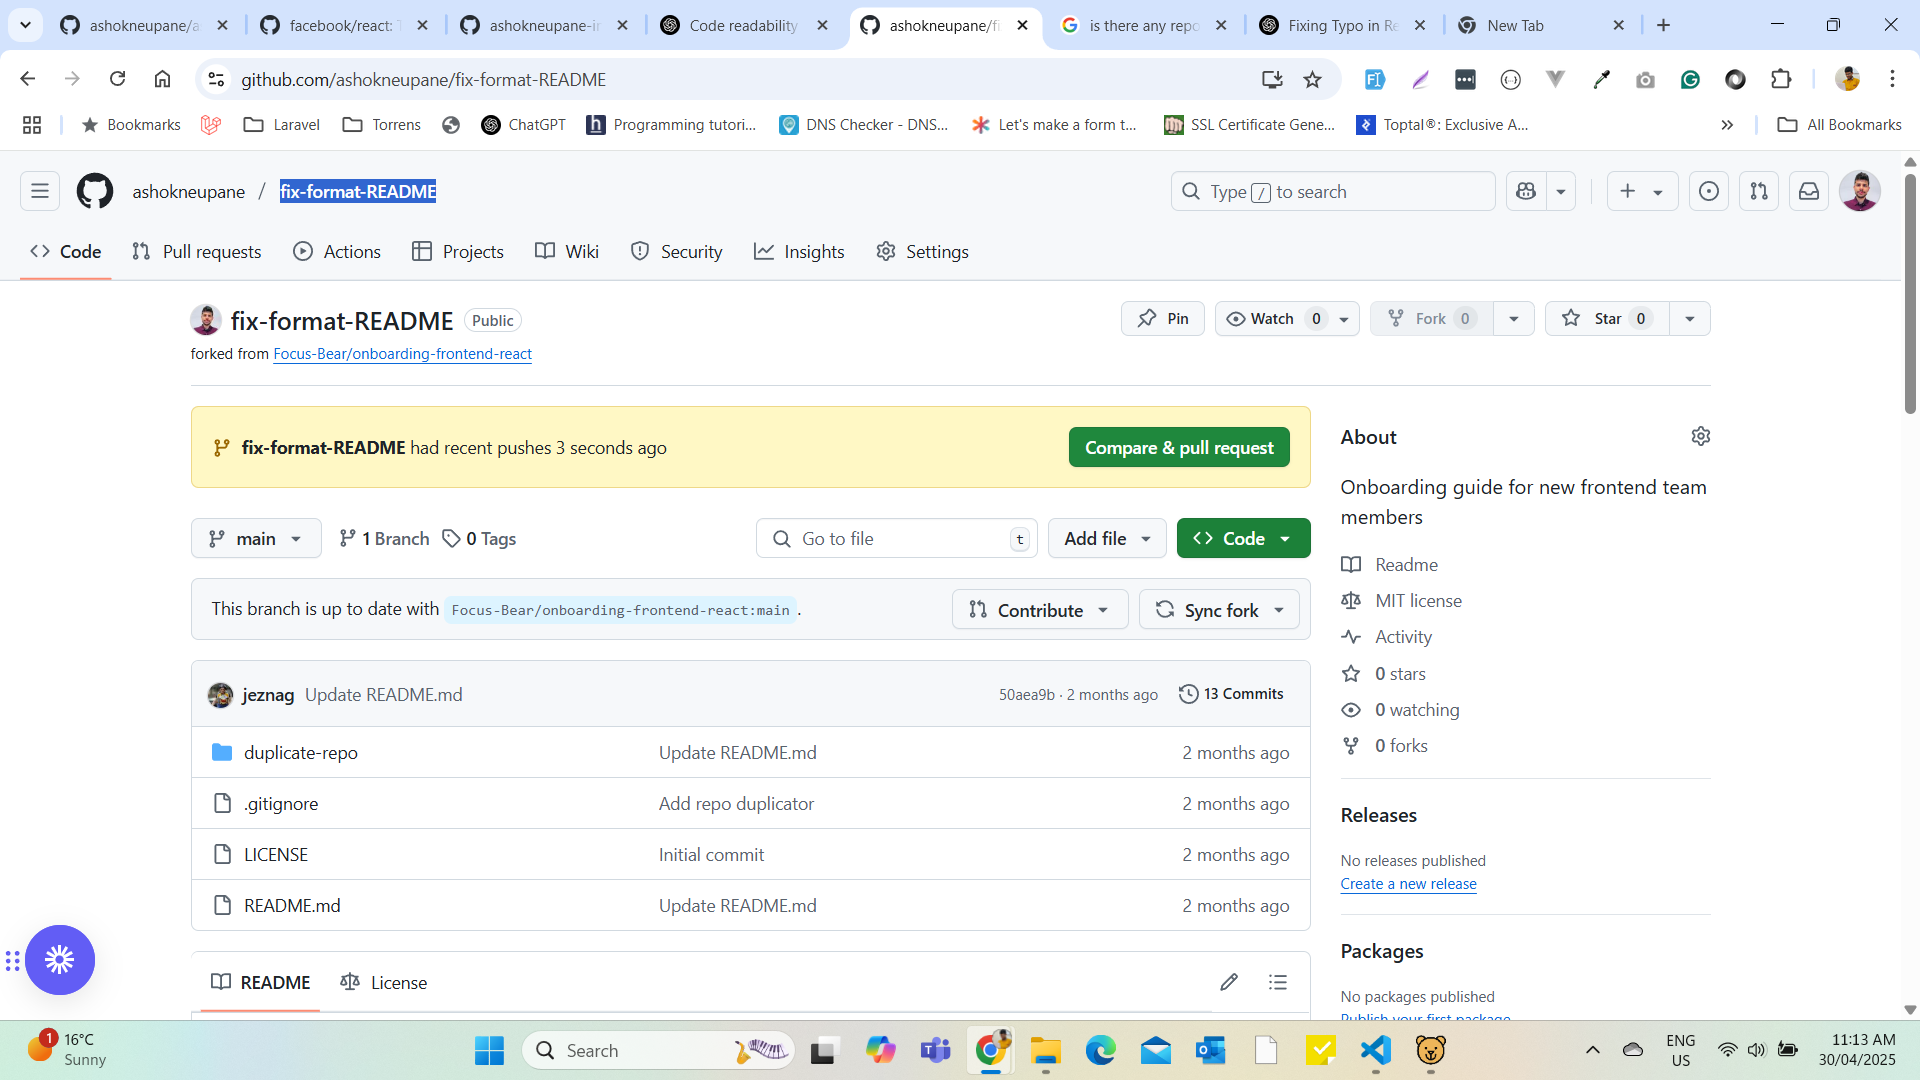 ashokneupane/a
facebook/react: T
ashokneupane-in
Code readability
ashokneupane/fi
is there any repo
Fixing Typo in Re
New Tab
github.com/ashokneupane/fix-format-README
Bookmarks
Laravel
Torrens
ChatGPT
Programming tutori...
DNS Checker - DNS...
Let's make a form t...
SSL Certificate Gene...
Toptal®: Exclusive A...
All Bookmarks
ashokneupane / fix-format-README
Type / to search
Code
Pull requests
Actions
Projects
Wiki
Security
Insights
Settings
fix-format-README Public
Pin
Watch 0
Fork 0
Star 0
forked from Focus-Bear/onboarding-frontend-react
fix-format-README had recent pushes 3 seconds ago
Compare & pull request
main
1 Branch
0 Tags
Go to file t
Add file
Code
This branch is up to date with Focus-Bear/onboarding-frontend-react:main .
Contribute
Sync fork
jeznag Update README.md
50aea9b · 2 months ago
13 Commits
duplicate-repo Update README.md 2 months ago
.gitignore Add repo duplicator 2 months ago
LICENSE Initial commit 2 months ago
README.md Update README.md 2 months ago
README
License
About
Onboarding guide for new frontend team
members
Readme
MIT license
Activity
0 stars
0 watching
0 forks
Releases
No releases published
Create a new release
Packages
No packages published
Publish your first package
1
16°C
Sunny
Search
ENG
US
11:13 AM
30/04/2025